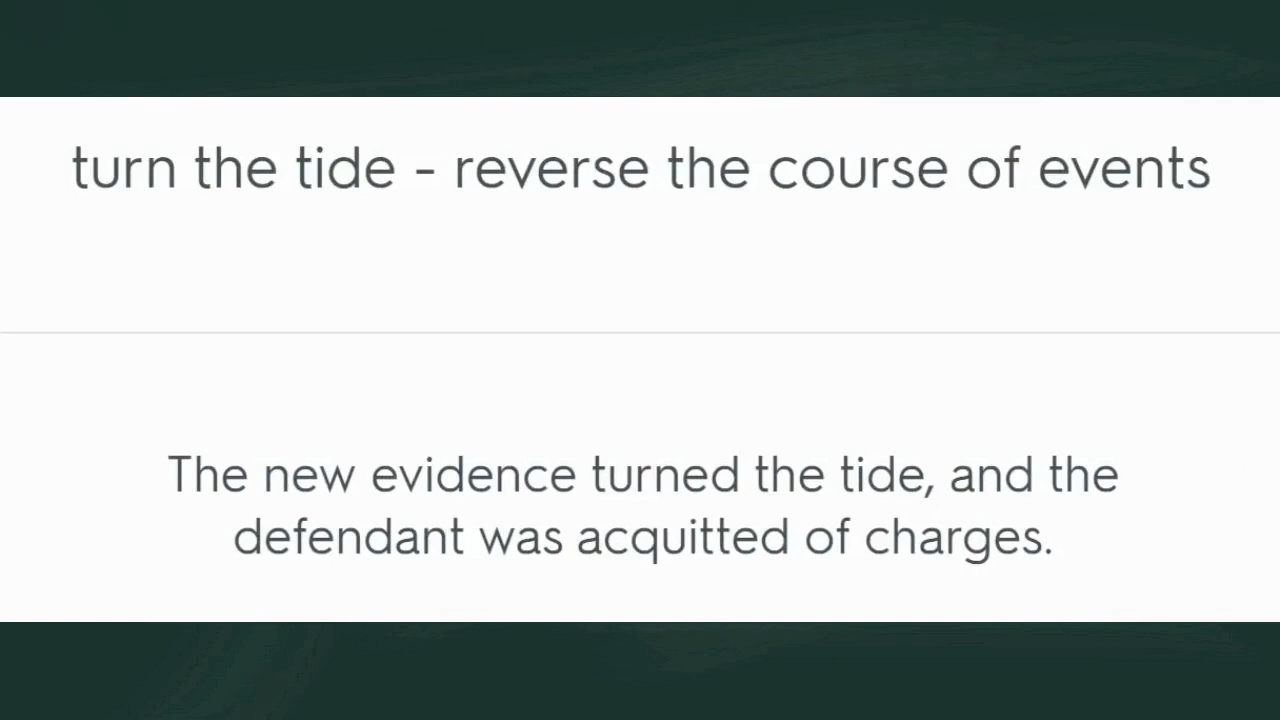 turn the tide - reverse the course of events
The new evidence turned the tide, and the
defendant was acquitted of charges.